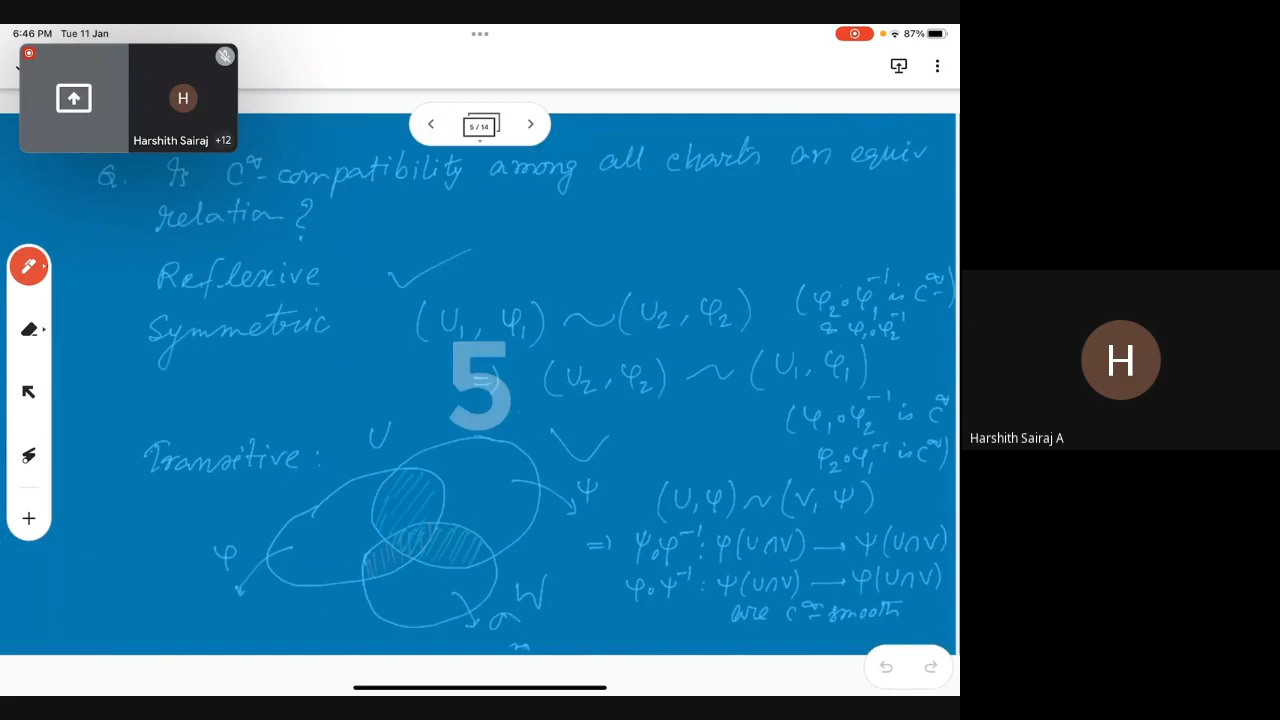 6:46 PM Tue 11 Jan
87%
H
Harshith Sairaj +12
5 / 14
Q. Is C^∞-compatibility among all charts an equiv
relation?
Reflexive
Symmetric (U₁, φ₁) ~ (U₂, φ₂) (φ₂∘φ₁⁻¹ is C^∞)
& φ₁∘φ₂⁻¹
5
=) (U₂, φ₂) ~ (U₁, φ₁)
(φ₁∘φ₂⁻¹ is C^∞
φ₂∘φ₁⁻¹ is C^∞)
Transitive :
U
φ
ψ
W
σ
(U, φ) ~ (V, ψ)
=) ψ∘φ⁻¹ : φ(U∩V) → ψ(U∩V)
φ∘ψ⁻¹ : ψ(U∩V) → φ(U∩V)
are C^∞-smooth
H
Harshith Sairaj A